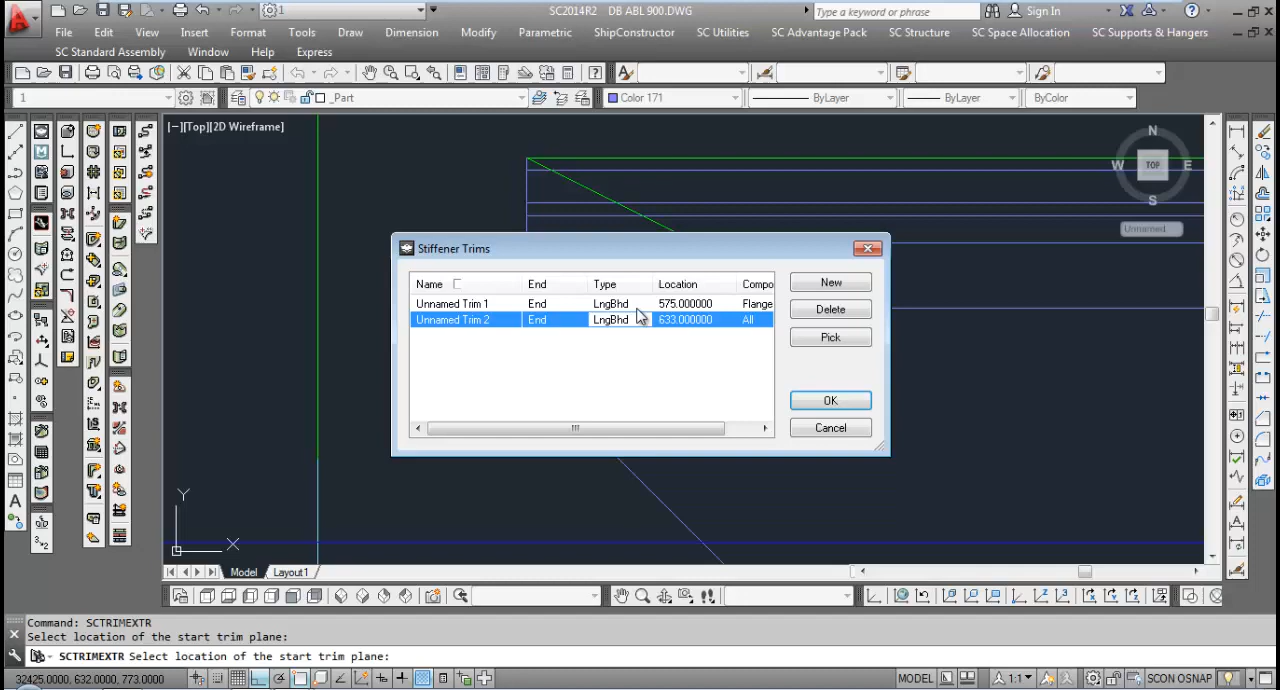 1
SC2014R2 DB ABL 900.DWG
Type a keyword or phrase
Sign In
File Edit View Insert Format Tools Draw Dimension Modify Parametric ShipConstructor SC Utilities SC Advantage Pack SC Structure SC Space Allocation SC Supports & Hangers
SC Standard Assembly Window Help Express
1
_Part
Color 171
ByLayer
ByLayer
ByColor
[−][Top][2D Wireframe]
N
W TOP E
S
Unnamed
Stiffener Trims
Name End Type Location Compo
Unnamed Trim 1 End LngBhd 575.000000 Flange
Unnamed Trim 2 End LngBhd 633.000000 All
New
Delete
Pick
OK
Cancel
Y
X
Model Layout1
Command: SCTRIMEXTR
Select location of the start trim plane:
SCTRIMEXTR Select location of the start trim plane:
32425.0000, 632.0000, 773.0000
MODEL
1:1
SCON OSNAP